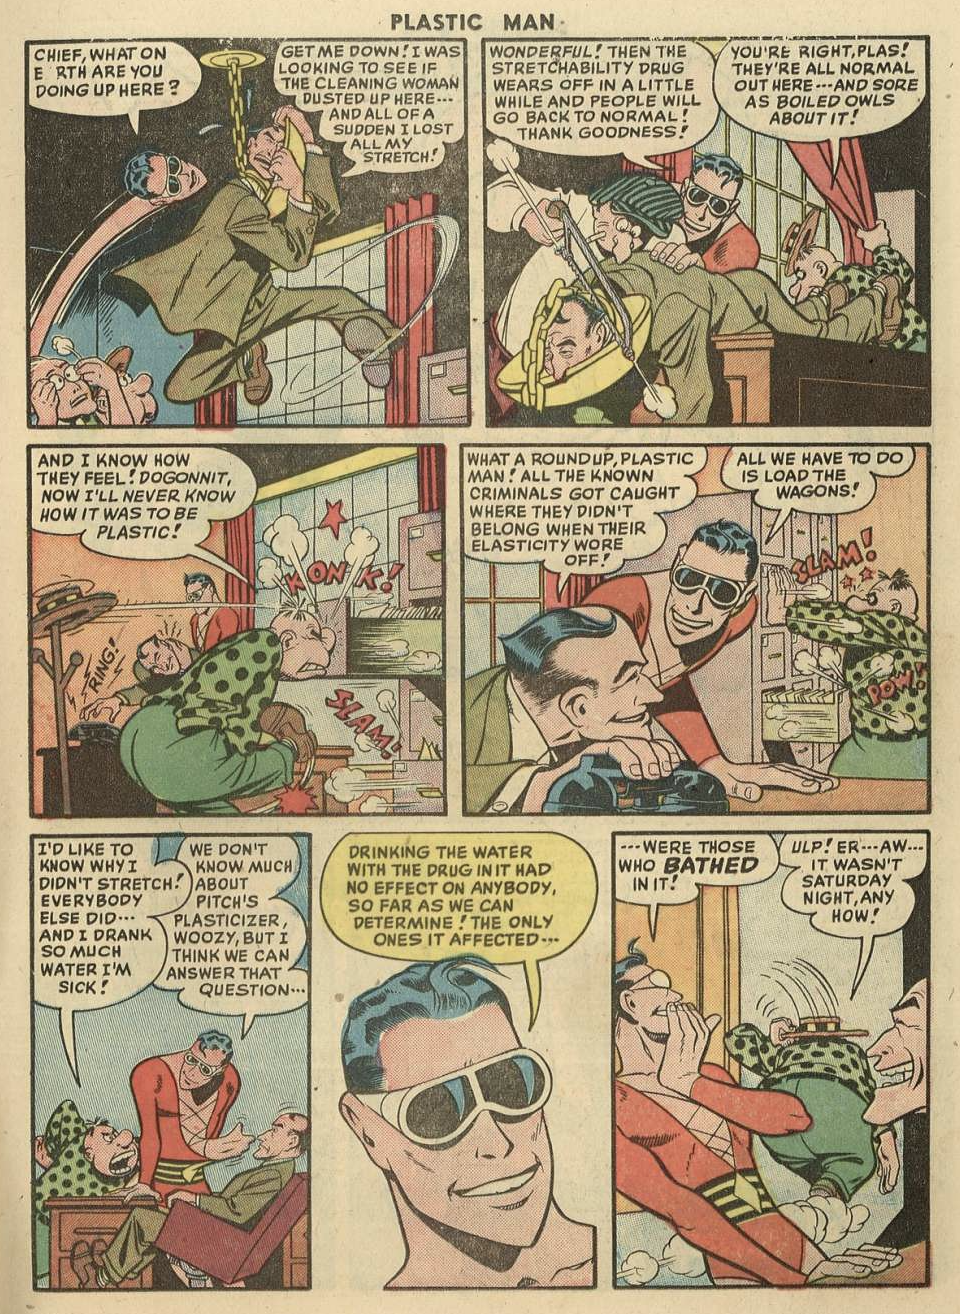 PLASTIC MAN
CHIEF, WHAT ON
E RTH ARE YOU
DOING UP HERE?
GET ME DOWN! I WAS
LOOKING TO SEE IF
THE CLEANING WOMAN
DUSTED UP HERE---
AND ALL OF A
SUDDEN I LOST
ALL MY
STRETCH!
WONDERFUL! THEN THE
STRETCHABILITY DRUG
WEARS OFF IN A LITTLE
WHILE AND PEOPLE WILL
GO BACK TO NORMAL!
THANK GOODNESS!
YOU'RE RIGHT, PLAS!
THEY'RE ALL NORMAL
OUT HERE---AND SORE
AS BOILED OWLS
ABOUT IT!
AND I KNOW HOW
THEY FEEL! DOGONNIT,
NOW I'LL NEVER KNOW
HOW IT WAS TO BE
PLASTIC!
KONK!
RING!
SLAM!
WHAT A ROUNDUP, PLASTIC
MAN! ALL THE KNOWN
CRIMINALS GOT CAUGHT
WHERE THEY DIDN'T
BELONG WHEN THEIR
ELASTICITY WORE
OFF!
ALL WE HAVE TO DO
IS LOAD THE
WAGONS!
SLAM!
POW!
I'D LIKE TO
KNOW WHY I
DIDN'T STRETCH!
EVERYBODY
ELSE DID---
AND I DRANK
SO MUCH
WATER I'M
SICK!
WE DON'T
KNOW MUCH
ABOUT
PITCH'S
PLASTICIZER,
WOOZY, BUT I
THINK WE CAN
ANSWER THAT
QUESTION---
DRINKING THE WATER
WITH THE DRUG IN IT HAD
NO EFFECT ON ANYBODY,
SO FAR AS WE CAN
DETERMINE! THE ONLY
ONES IT AFFECTED---
---WERE THOSE
WHO BATHED
IN IT!
ULP! ER---AW---
IT WASN'T
SATURDAY
NIGHT, ANY
HOW!